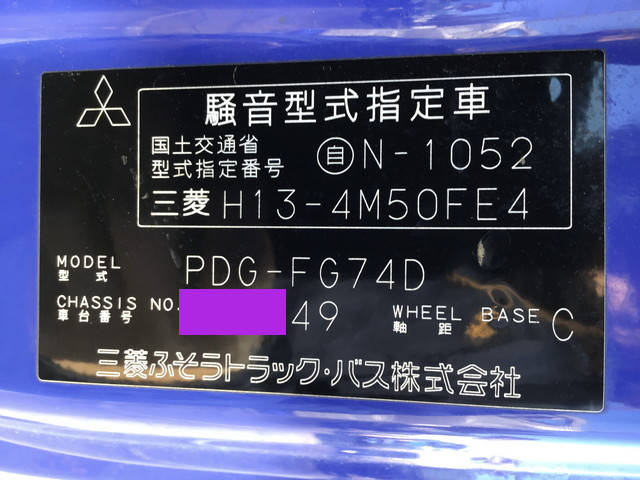 騒音型式指定車
国土交通省
型式指定番号 自N-1052
三菱 H13-4M50FE4
MODEL
型式 PDG-FG74D
CHASSIS NO.
車台番号 49 WHEEL BASE
軸距 C
三菱ふそうトラック・バス株式会社